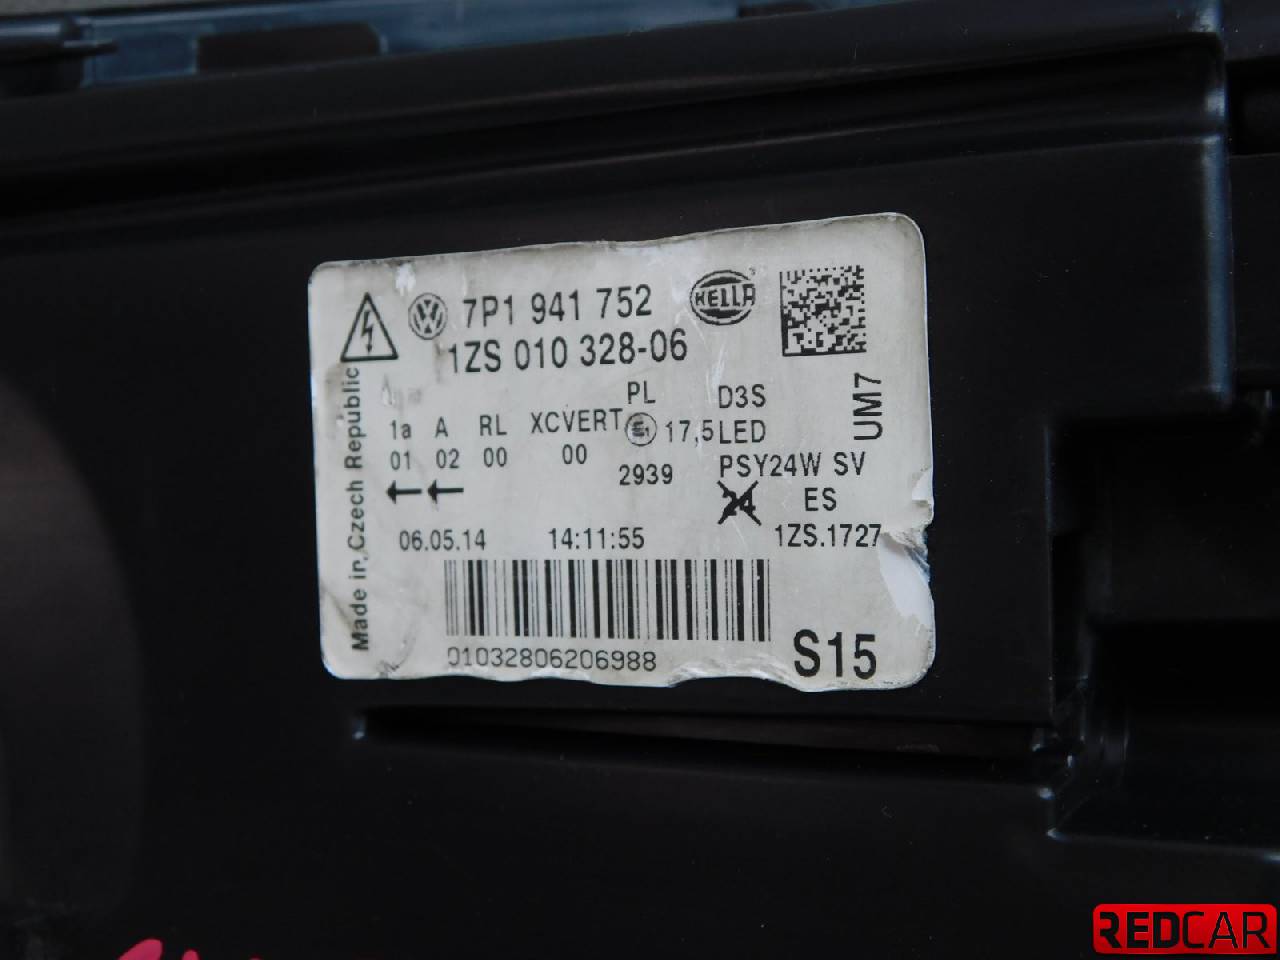 7P1 941 752
HELLA
1ZS 010 328-06
PL D3S
1a A RL XCVERT E1 17,5 LED
01 02 00 00 2939 PSY24W SV
24 ES
06.05.14 14:11:55 1ZS.1727
01032806206988
S15
UM7
Made in Czech Republic
REDCAR